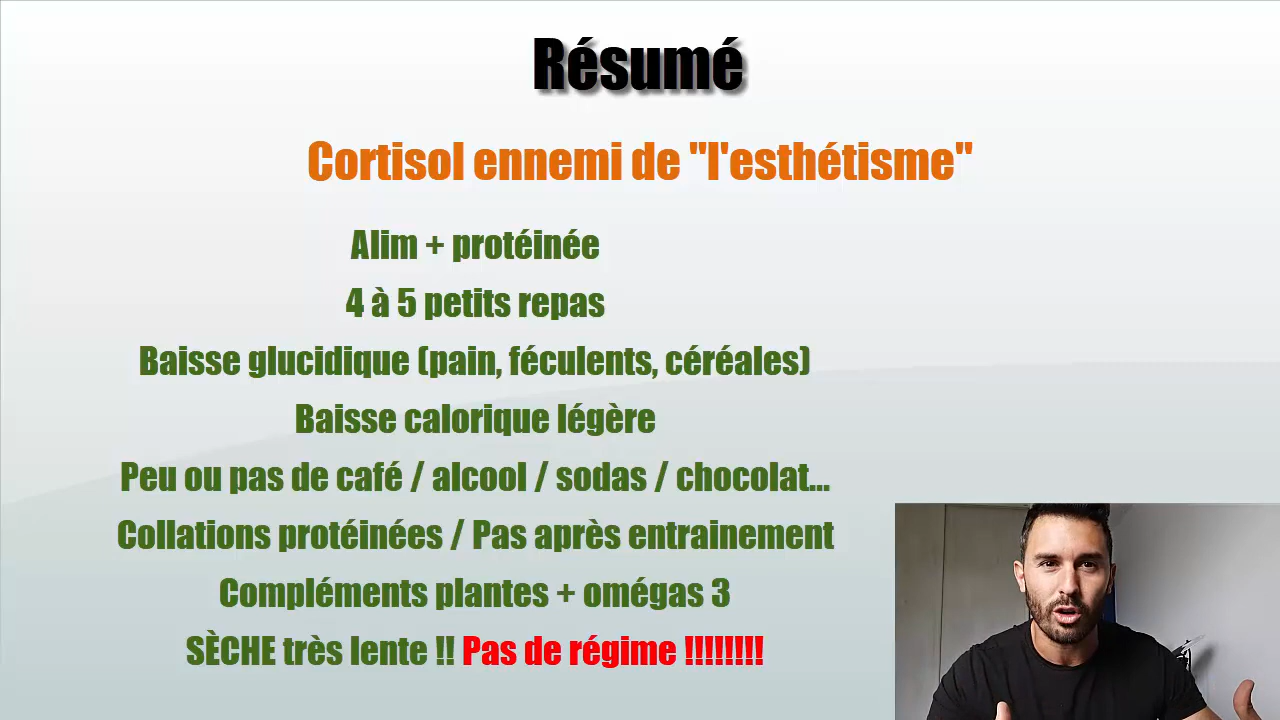 Résumé
Cortisol ennemi de "l'esthétisme"
Alim + protéinée
4 à 5 petits repas
Baisse glucidique (pain, féculents, céréales)
Baisse calorique légère
Peu ou pas de café / alcool / sodas / chocolat...
Collations protéinées / Pas après entrainement
Compléments plantes + omégas 3
SÈCHE très lente !! Pas de régime !!!!!!!!